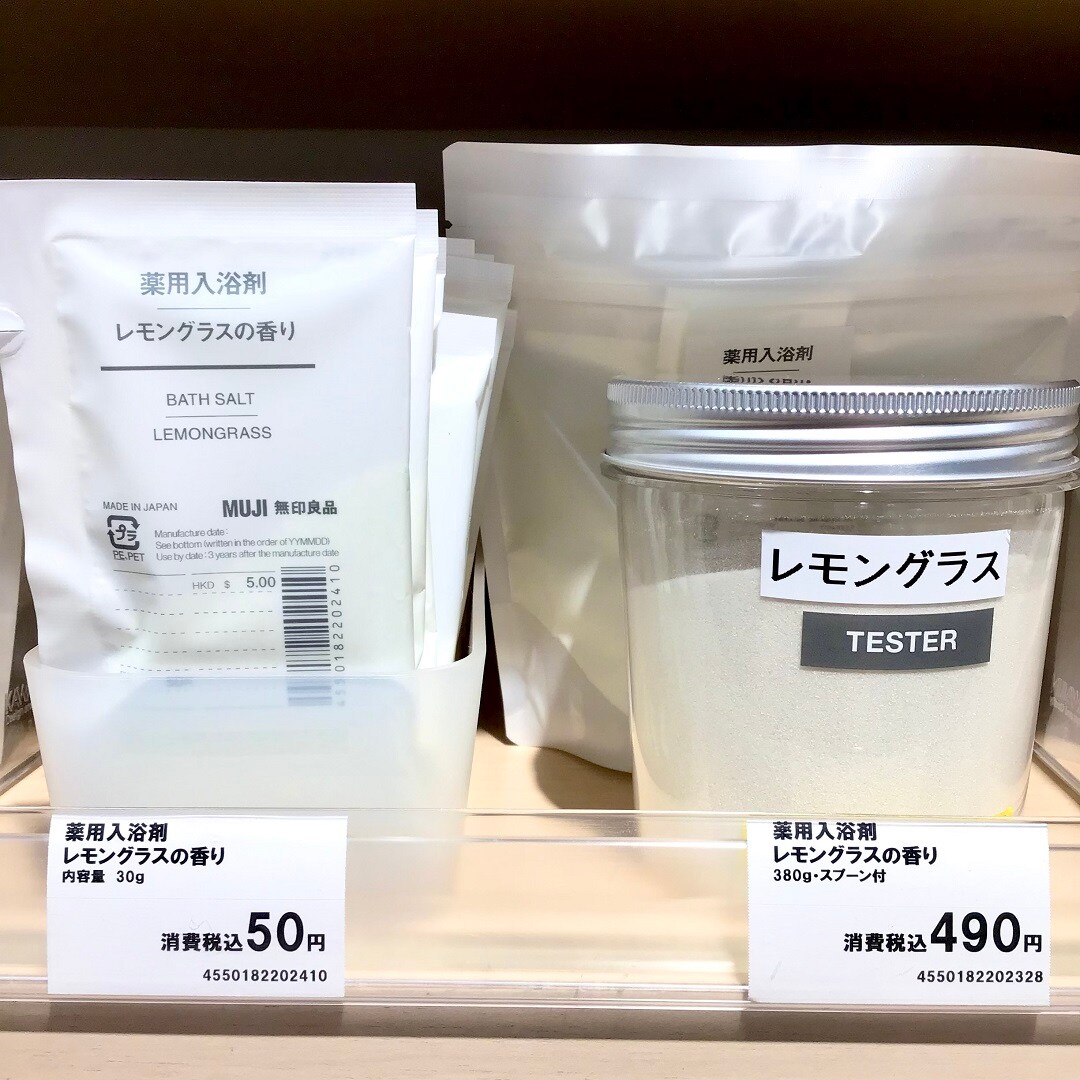 薬用入浴剤
レモングラスの香り
BATH SALT
LEMONGRASS
MADE IN JAPAN
MUJI 無印良品
プラ
P.E.PET
Manufacture date:
See bottom (written in the order of YYMMDD)
Use by date : 3 years after the manufacture date
HKD $ 5.00
薬用入浴剤
レモングラス
TESTER
薬用入浴剤
レモングラスの香り
内容量 30g
消費税込50円
4550182202410
薬用入浴剤
レモングラスの香り
380g・スプーン付
消費税込490円
4550182202328